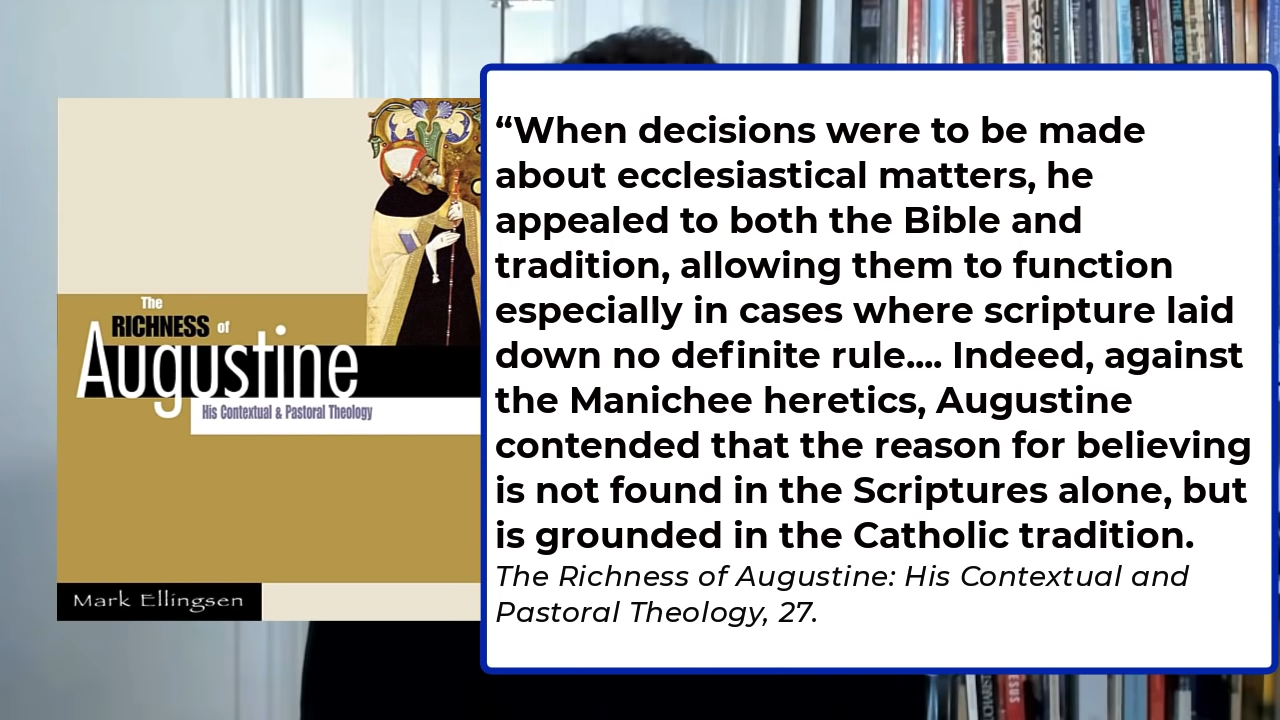 Formation
THE JESUS
The
RICHNESS of
Augustine
His Contextual & Pastoral Theology
Mark Ellingsen
“When decisions were to be made
about ecclesiastical matters, he
appealed to both the Bible and
tradition, allowing them to function
especially in cases where scripture laid
down no definite rule.... Indeed, against
the Manichee heretics, Augustine
contended that the reason for believing
is not found in the Scriptures alone, but
is grounded in the Catholic tradition.
The Richness of Augustine: His Contextual and
Pastoral Theology, 27.
JESUS